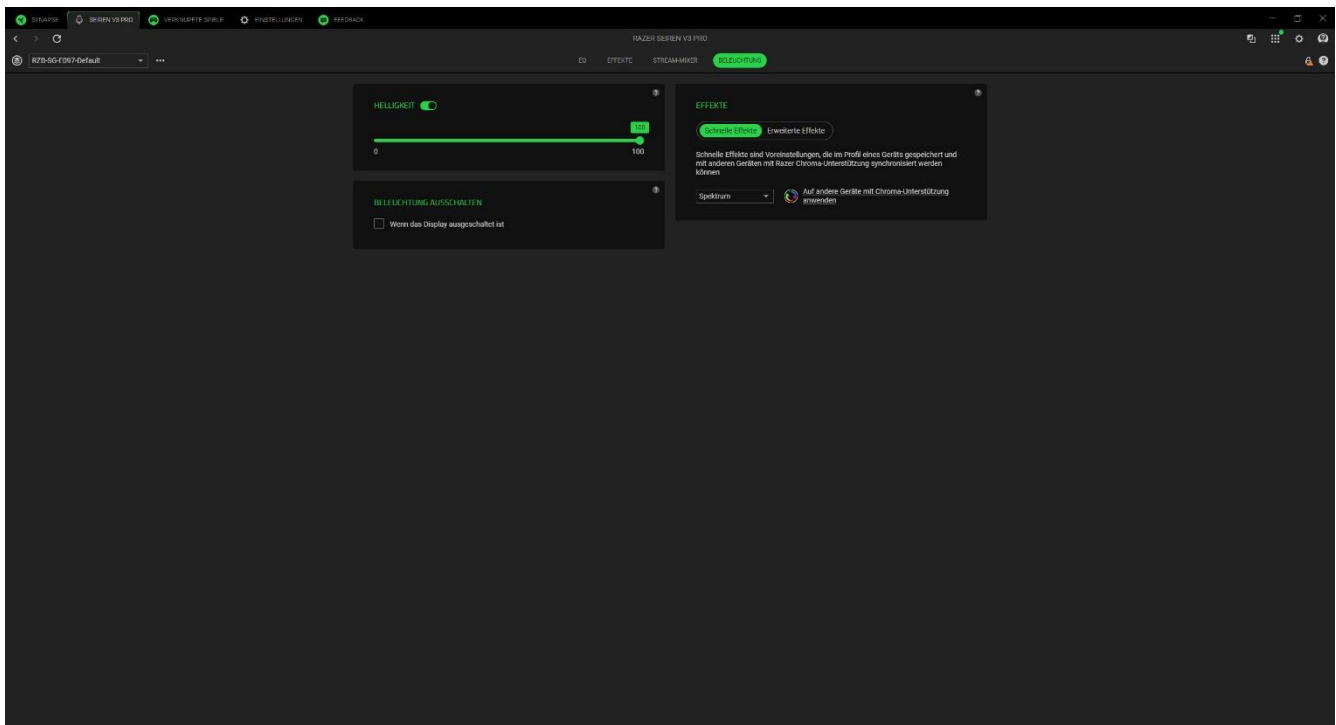 SYNAPSE SEIREN V3 PRO VERKNÜPFTE SPIELE EINSTELLUNGEN FEEDBACK
RAZER SEIREN V3 PRO
RZB-SG-E097-Default
EQ EFFEKTE STREAM-MIXER BELEUCHTUNG
HELLIGKEIT
100
0 100
BELEUCHTUNG AUSSCHALTEN
Wenn das Display ausgeschaltet ist
EFFEKTE
Schnelle Effekte Erweiterte Effekte
Schnelle Effekte sind Voreinstellungen, die im Profil eines Geräts gespeichert und
mit anderen Geräten mit Razer Chroma-Unterstützung synchronisiert werden
können
Spektrum
Auf andere Geräte mit Chroma-Unterstützung
anwenden